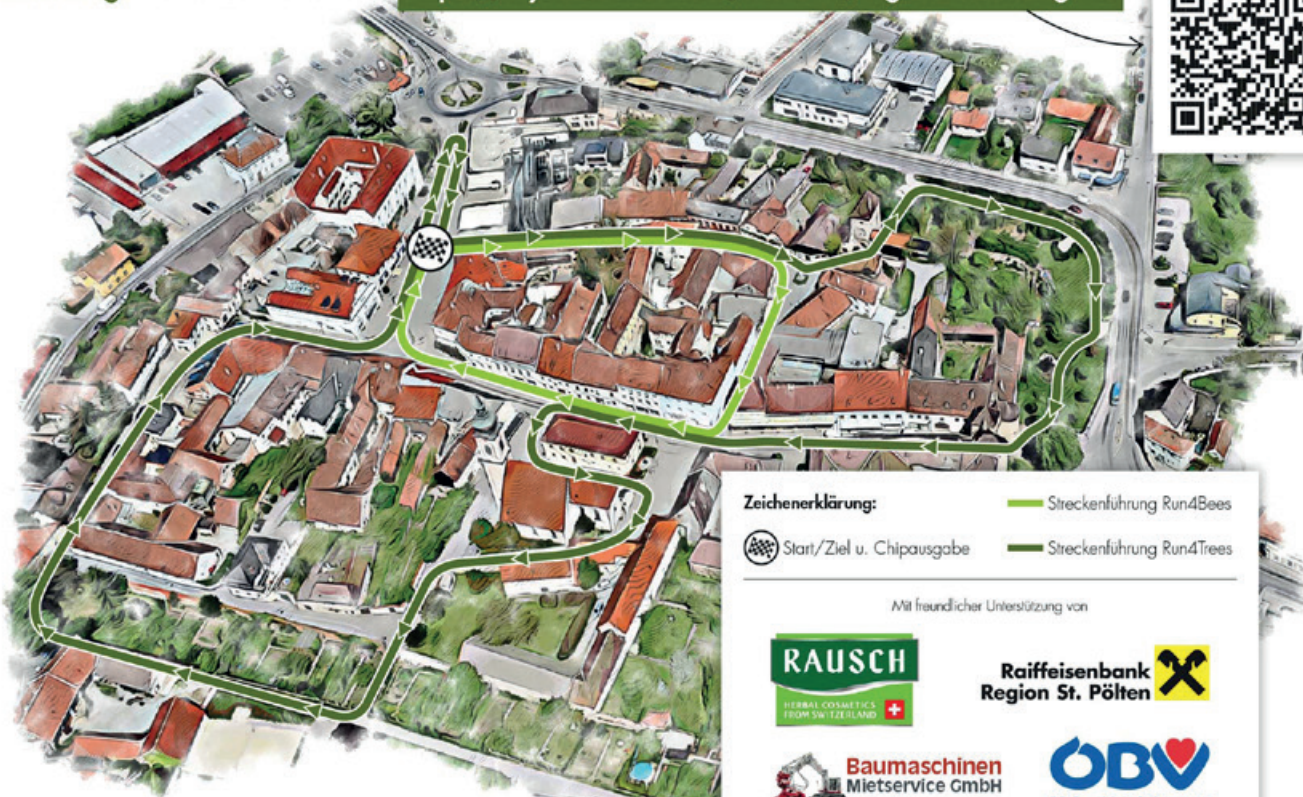 Zeichenerklärung:
Start/Ziel u. Chipausgabe
Streckenführung Run4Bees
Streckenführung Run4Trees
Mit freundlicher Unterstützung von
RAUSCH
HERBAL COSMETICS
FROM SWITZERLAND
Raiffeisenbank
Region St. Pölten
Baumaschinen
Mietservice GmbH
ÖBV